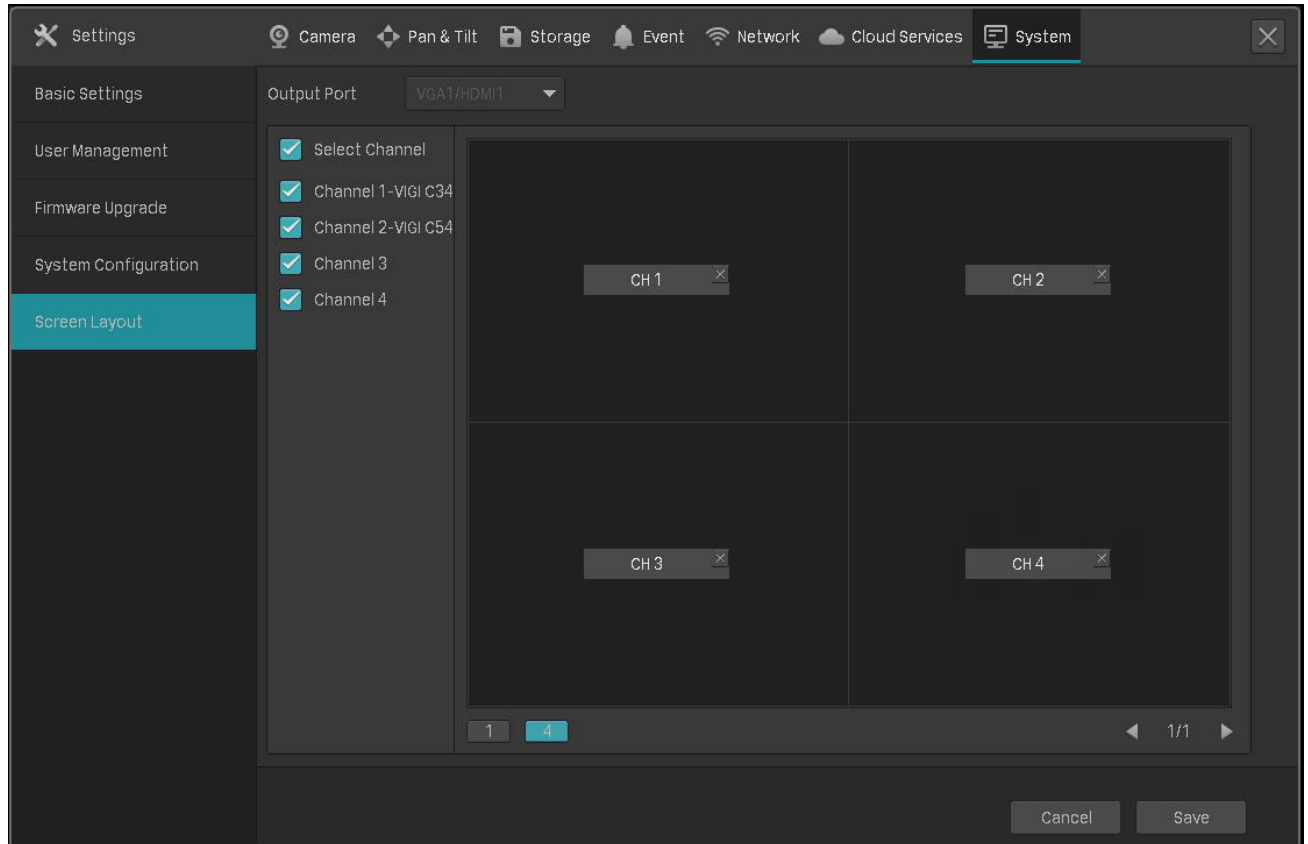 Settings
Camera
Pan & Tilt
Storage
Event
Network
Cloud Services
System
Basic Settings
User Management
Firmware Upgrade
System Configuration
Screen Layout
Output Port
VGA1/HDMI1
Select Channel
Channel 1-VIGI C34
Channel 2-VIGI C54
Channel 3
Channel 4
CH 1
CH 2
CH 3
CH 4
1
4
1/1
Cancel
Save